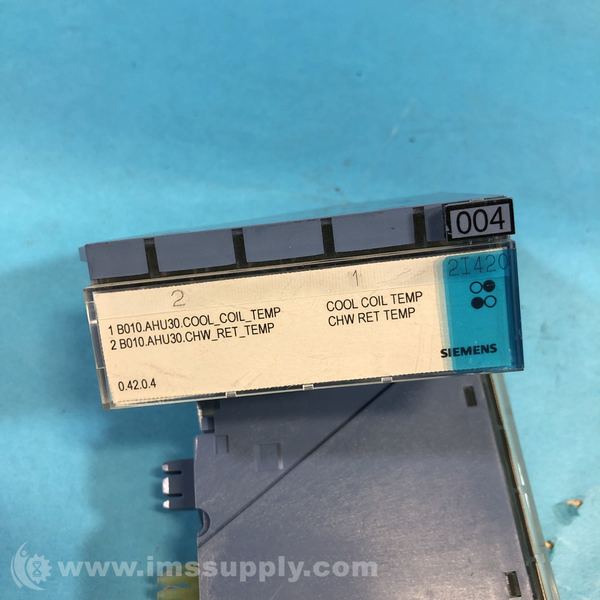 004
2 1 2I420
1 B010.AHU30.COOL_COIL_TEMP COOL COIL TEMP
2 B010.AHU30.CHW_RET_TEMP CHW RET TEMP
SIEMENS
0.42.0.4
www.imssupply.com